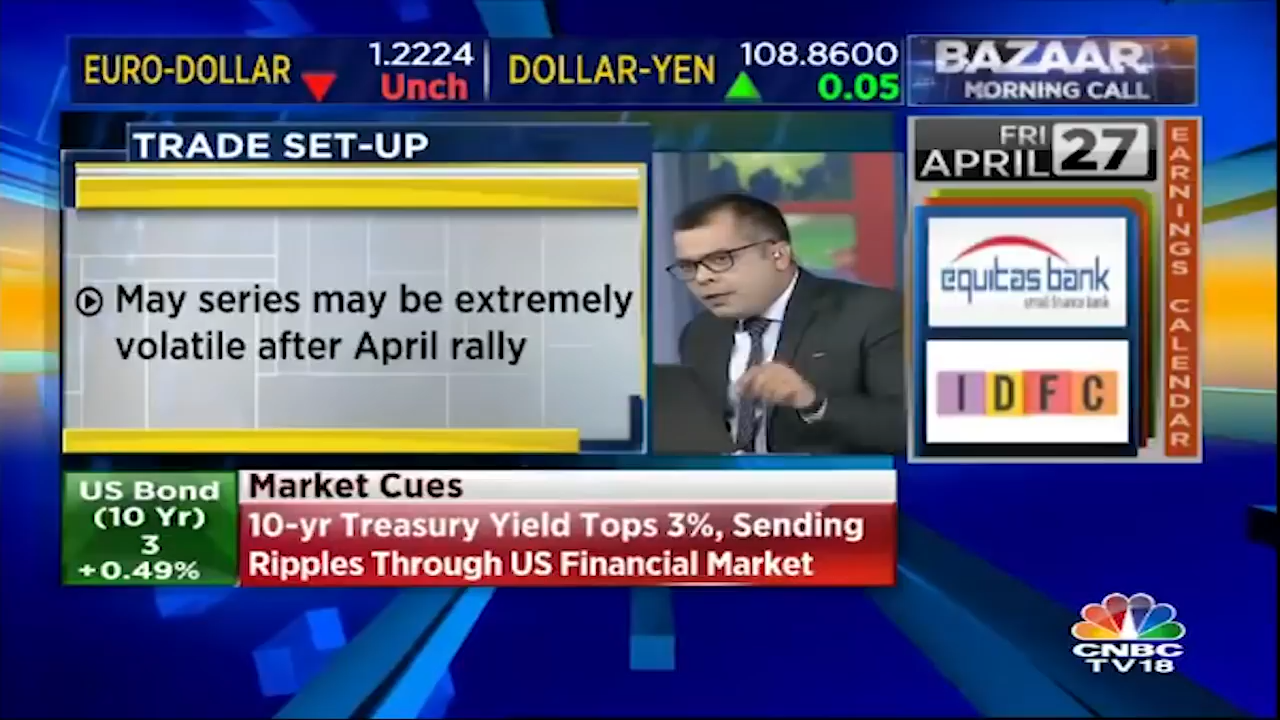 EURO-DOLLAR
1.2224
Unch
DOLLAR-YEN
108.8600
0.05
BAZAAR
MORNING CALL
TRADE SET-UP
May series may be extremely
volatile after April rally
FRI
APRIL
27
equitas bank
small finance bank
IDFC
EARNINGS CALENDAR
US Bond
(10 Yr)
3
+0.49%
Market Cues
10-yr Treasury Yield Tops 3%, Sending
Ripples Through US Financial Market
CNBC
TV18